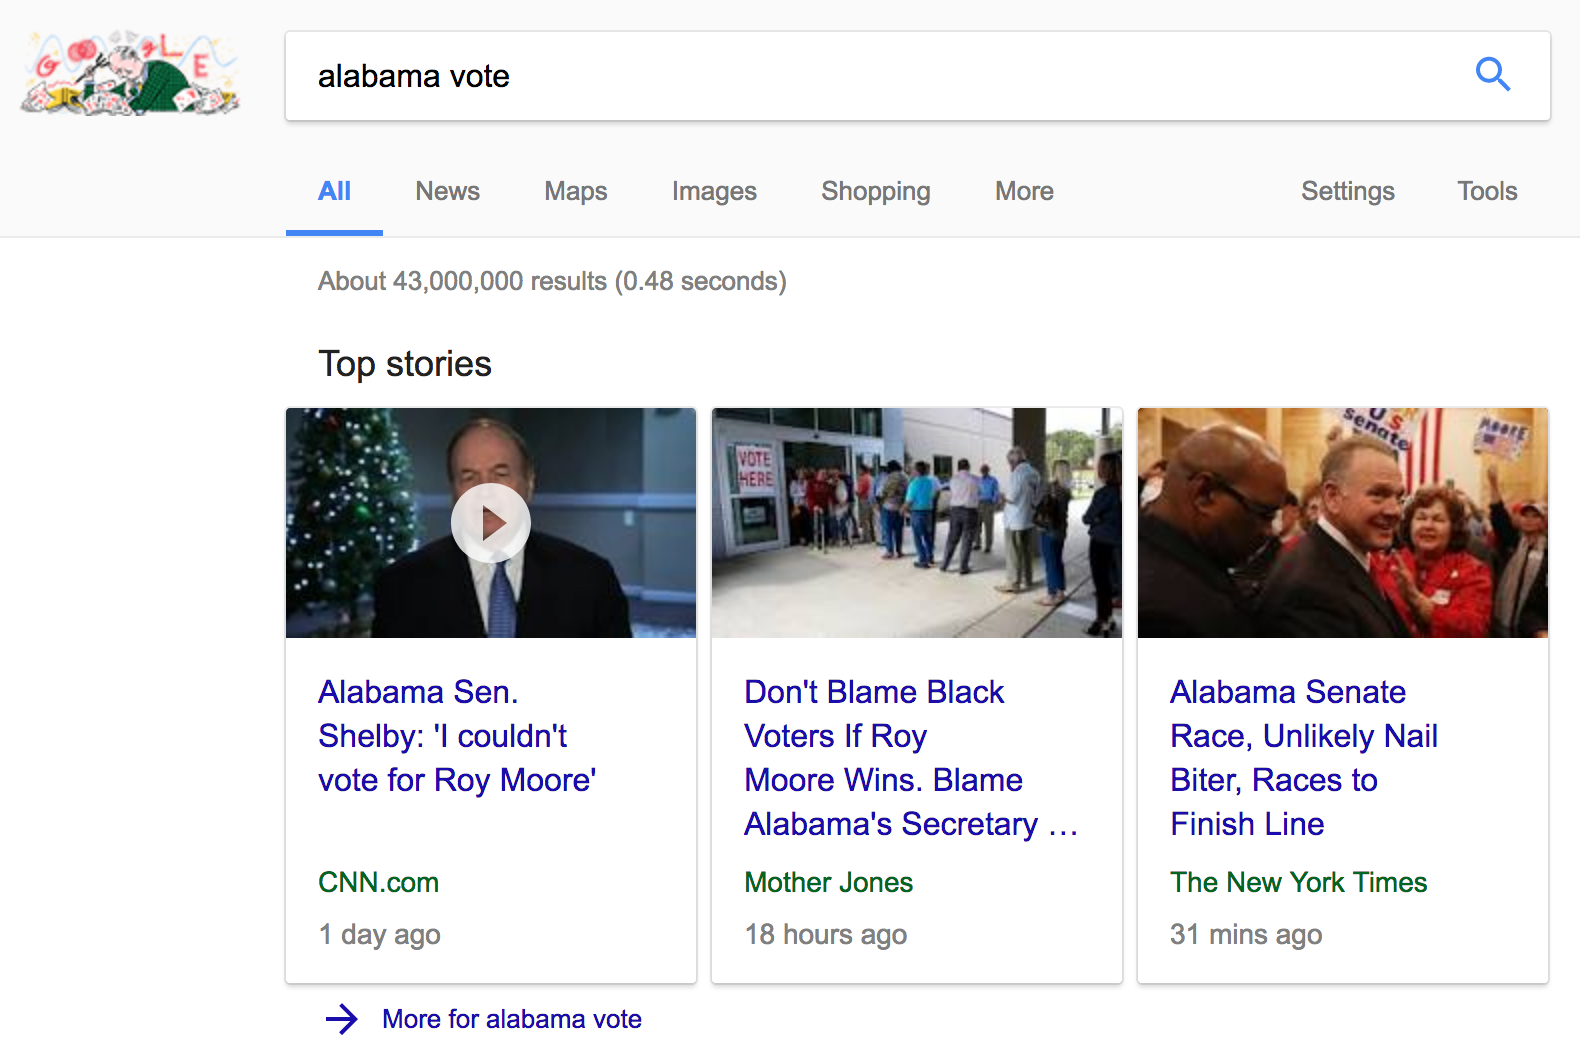 GOOGLE
alabama vote
All News Maps Images Shopping More Settings Tools
About 43,000,000 results (0.48 seconds)
Top stories
VOTE
HERE
U S
senate
MOORE
Alabama Sen.
Shelby: 'I couldn't
vote for Roy Moore'
CNN.com
1 day ago
Don't Blame Black
Voters If Roy
Moore Wins. Blame
Alabama's Secretary …
Mother Jones
18 hours ago
Alabama Senate
Race, Unlikely Nail
Biter, Races to
Finish Line
The New York Times
31 mins ago
More for alabama vote